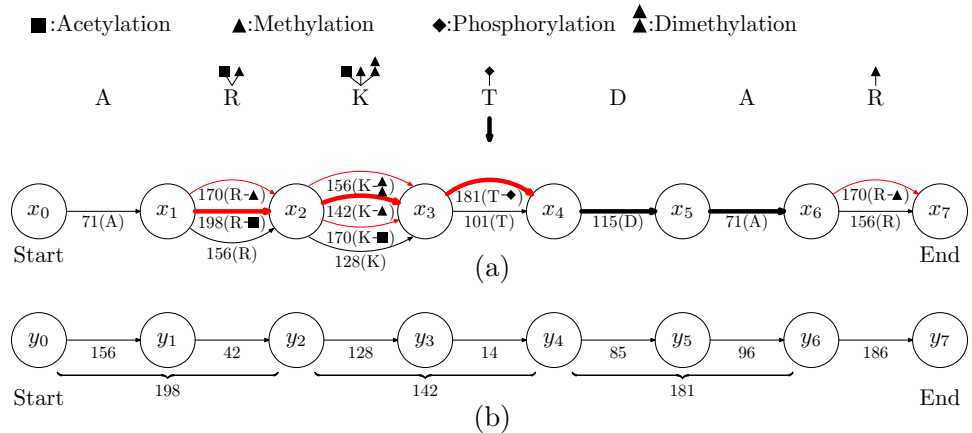 :Acetylation :Methylation :Phosphorylation :Dimethylation
A R K T D A R
170(R-▲) 156(K-▲▲) 181(T-◆) 170(R-▲)
x0 x1 x2 x3 x4 x5 x6 x7
71(A) 198(R-■) 142(K-▲) 101(T) 115(D) 71(A) 156(R)
156(R) 170(K-■)
128(K)
Start End
(a)
y0 y1 y2 y3 y4 y5 y6 y7
156 42 128 14 85 96 186
198 142 181
Start End
(b)